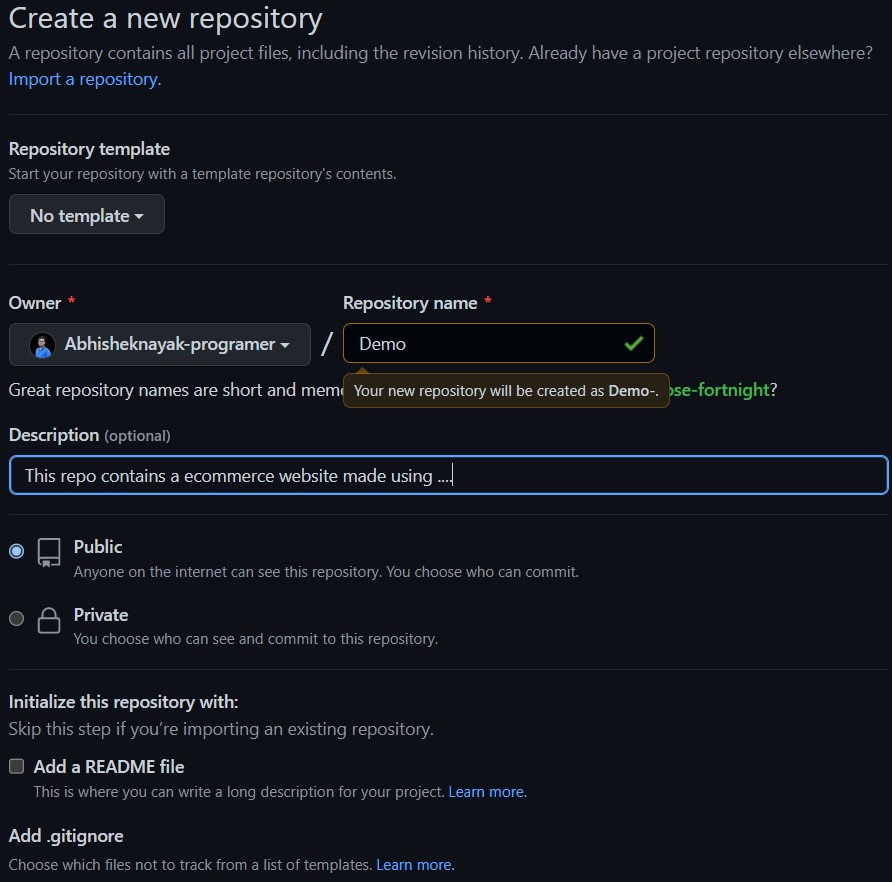 Create a new repository
A repository contains all project files, including the revision history. Already have a project repository elsewhere?
Import a repository.
Repository template
Start your repository with a template repository's contents.
No template
Owner *
Repository name *
Abhisheknayak-programer / Demo
Great repository names are short and
Your new repository will be created as Demo-.
-fortnight?
Description (optional)
This repo contains a ecommerce website made using ....
Public
Anyone on the internet can see this repository. You choose who can commit.
Private
You choose who can see and commit to this repository.
Initialize this repository with:
Skip this step if you’re importing an existing repository.
Add a README file
This is where you can write a long description for your project. Learn more.
Add .gitignore
Choose which files not to track from a list of templates. Learn more.